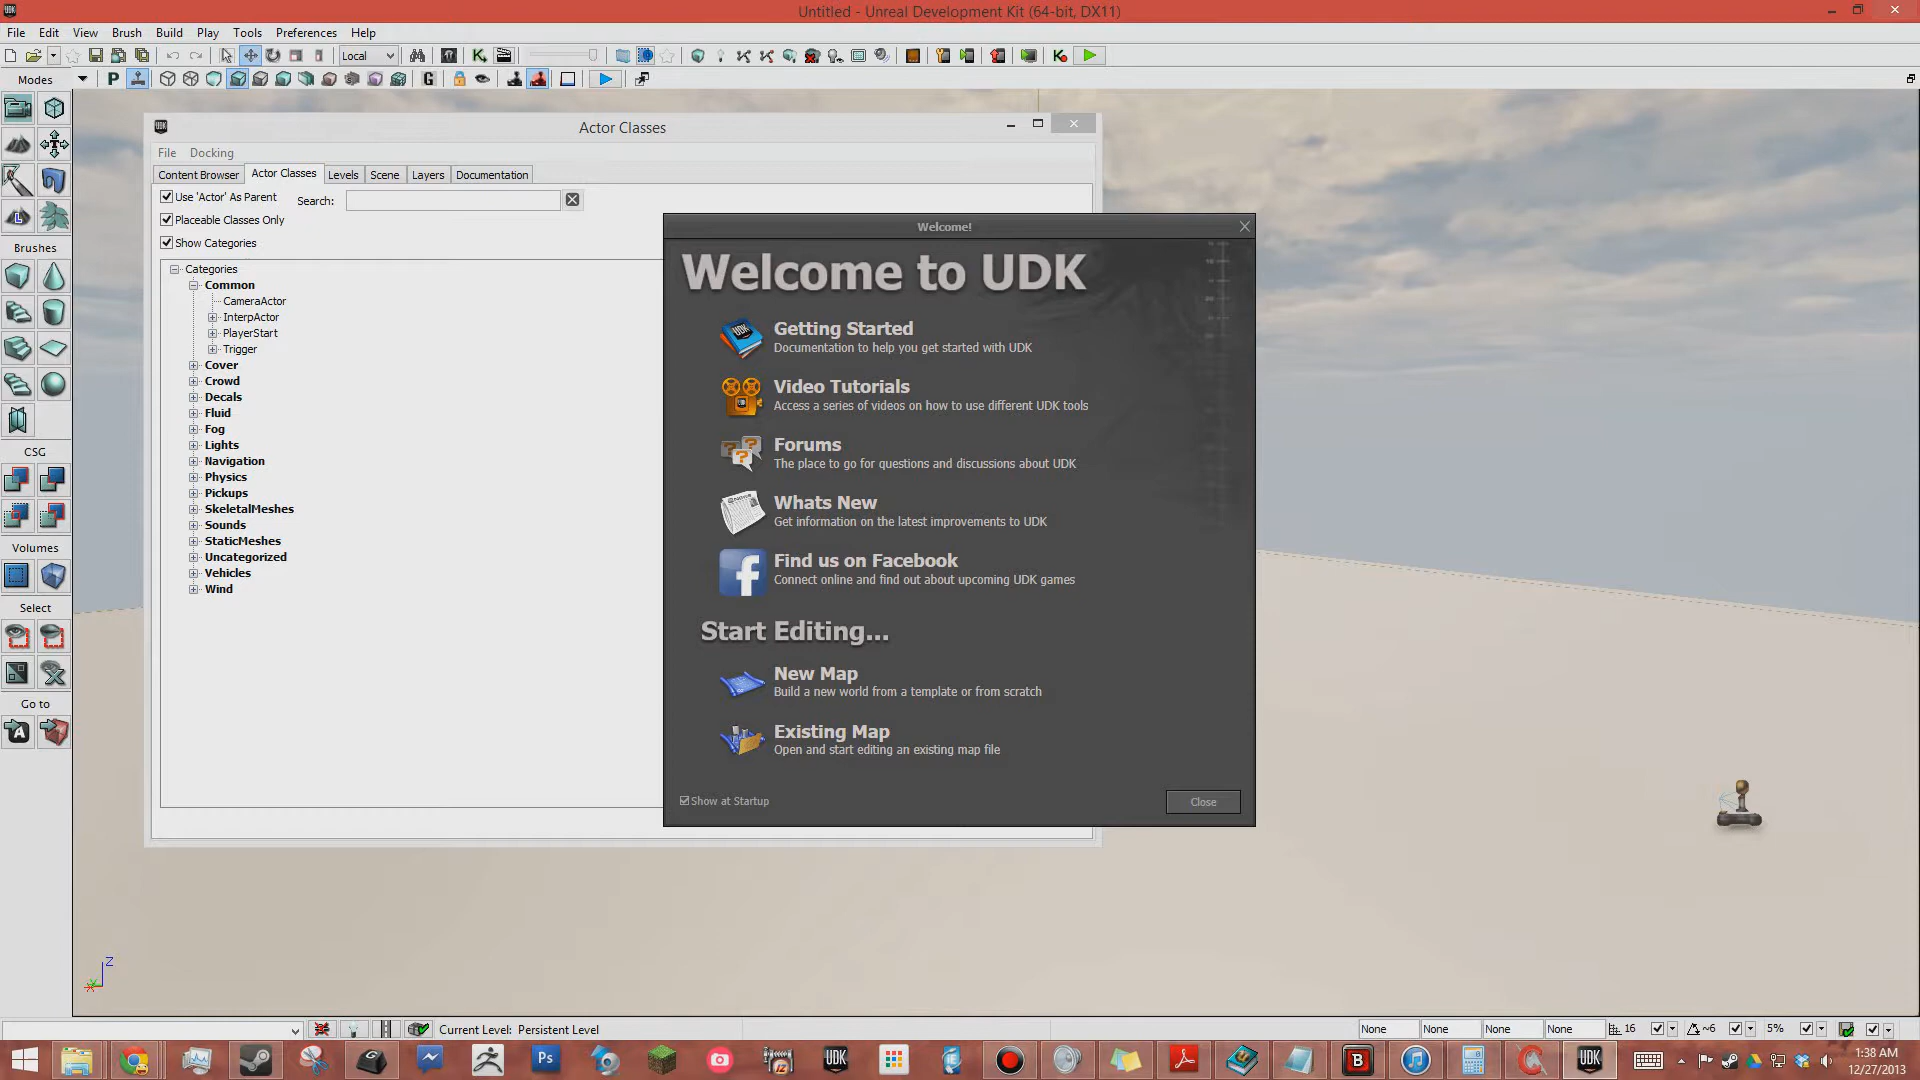 Untitled - Unreal Development Kit (64-bit, DX11)
File Edit View Brush Build Play Tools Preferences Help
Local
Modes
P
G
UDK
Actor Classes
File Docking
Content Browser Actor Classes Levels Scene Layers Documentation
Use 'Actor' As Parent
Search:
Placeable Classes Only
Show Categories
Categories
Common
CameraActor
InterpActor
PlayerStart
Trigger
Cover
Crowd
Decals
Fluid
Fog
Lights
Navigation
Physics
Pickups
SkeletalMeshes
Sounds
StaticMeshes
Uncategorized
Vehicles
Wind
Welcome!
Welcome to UDK
Getting Started
Documentation to help you get started with UDK
Video Tutorials
Access a series of videos on how to use different UDK tools
Forums
The place to go for questions and discussions about UDK
Whats New
Get information on the latest improvements to UDK
Find us on Facebook
Connect online and find out about upcoming UDK games
Start Editing...
New Map
Build a new world from a template or from scratch
Existing Map
Open and start editing an existing map file
Show at Startup
Close
Brushes
CSG
Volumes
Select
Go to
Z
Current Level: Persistent Level
None None None None 16 ~6 5%
Ps UDK B UDK
1:38 AM
12/27/2013